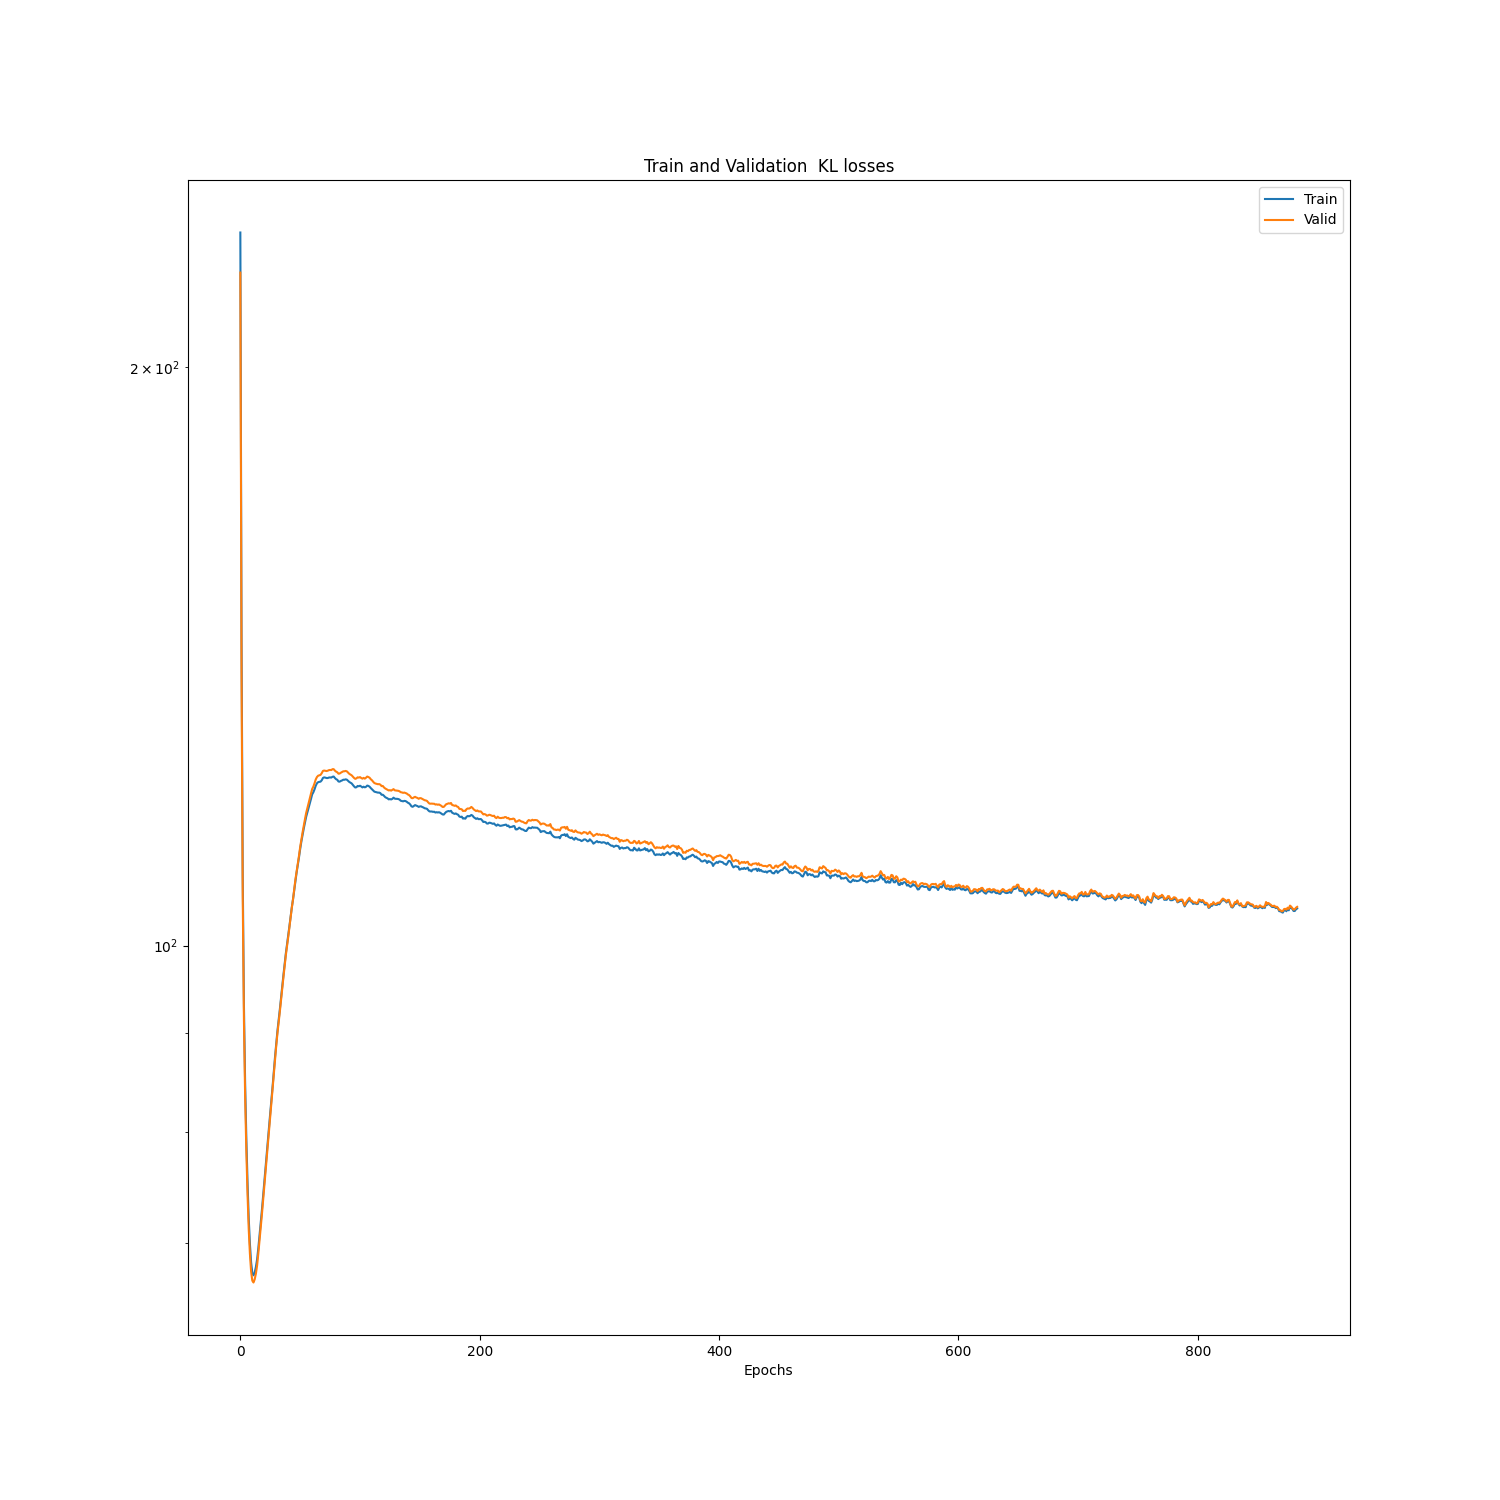 Train and Validation  KL losses
Train
Valid
2 × 10²
10²
0 200 400 600 800
Epochs